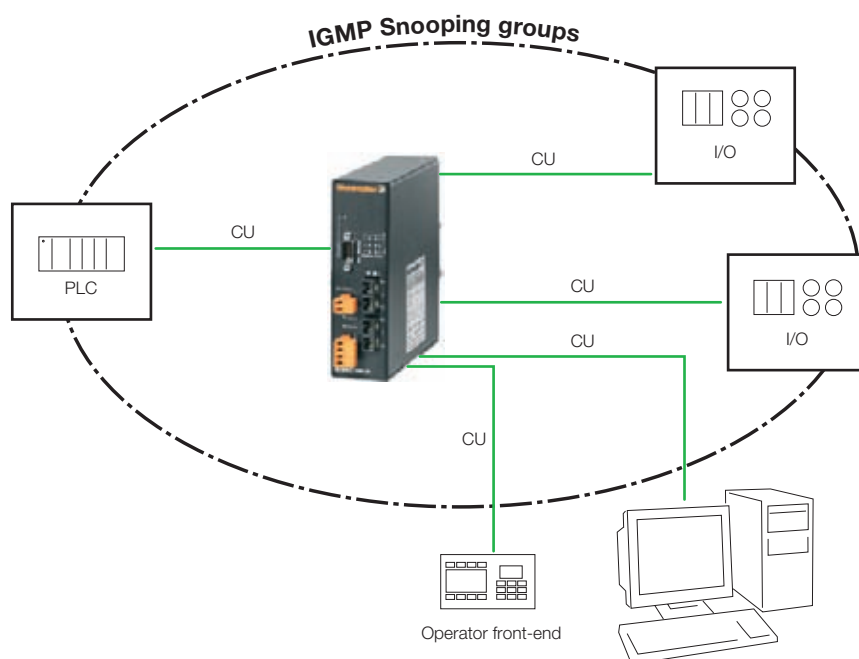 IGMP Snooping groups
I/O
CU
CU
PLC
CU
I/O
CU
CU
Operator front-end